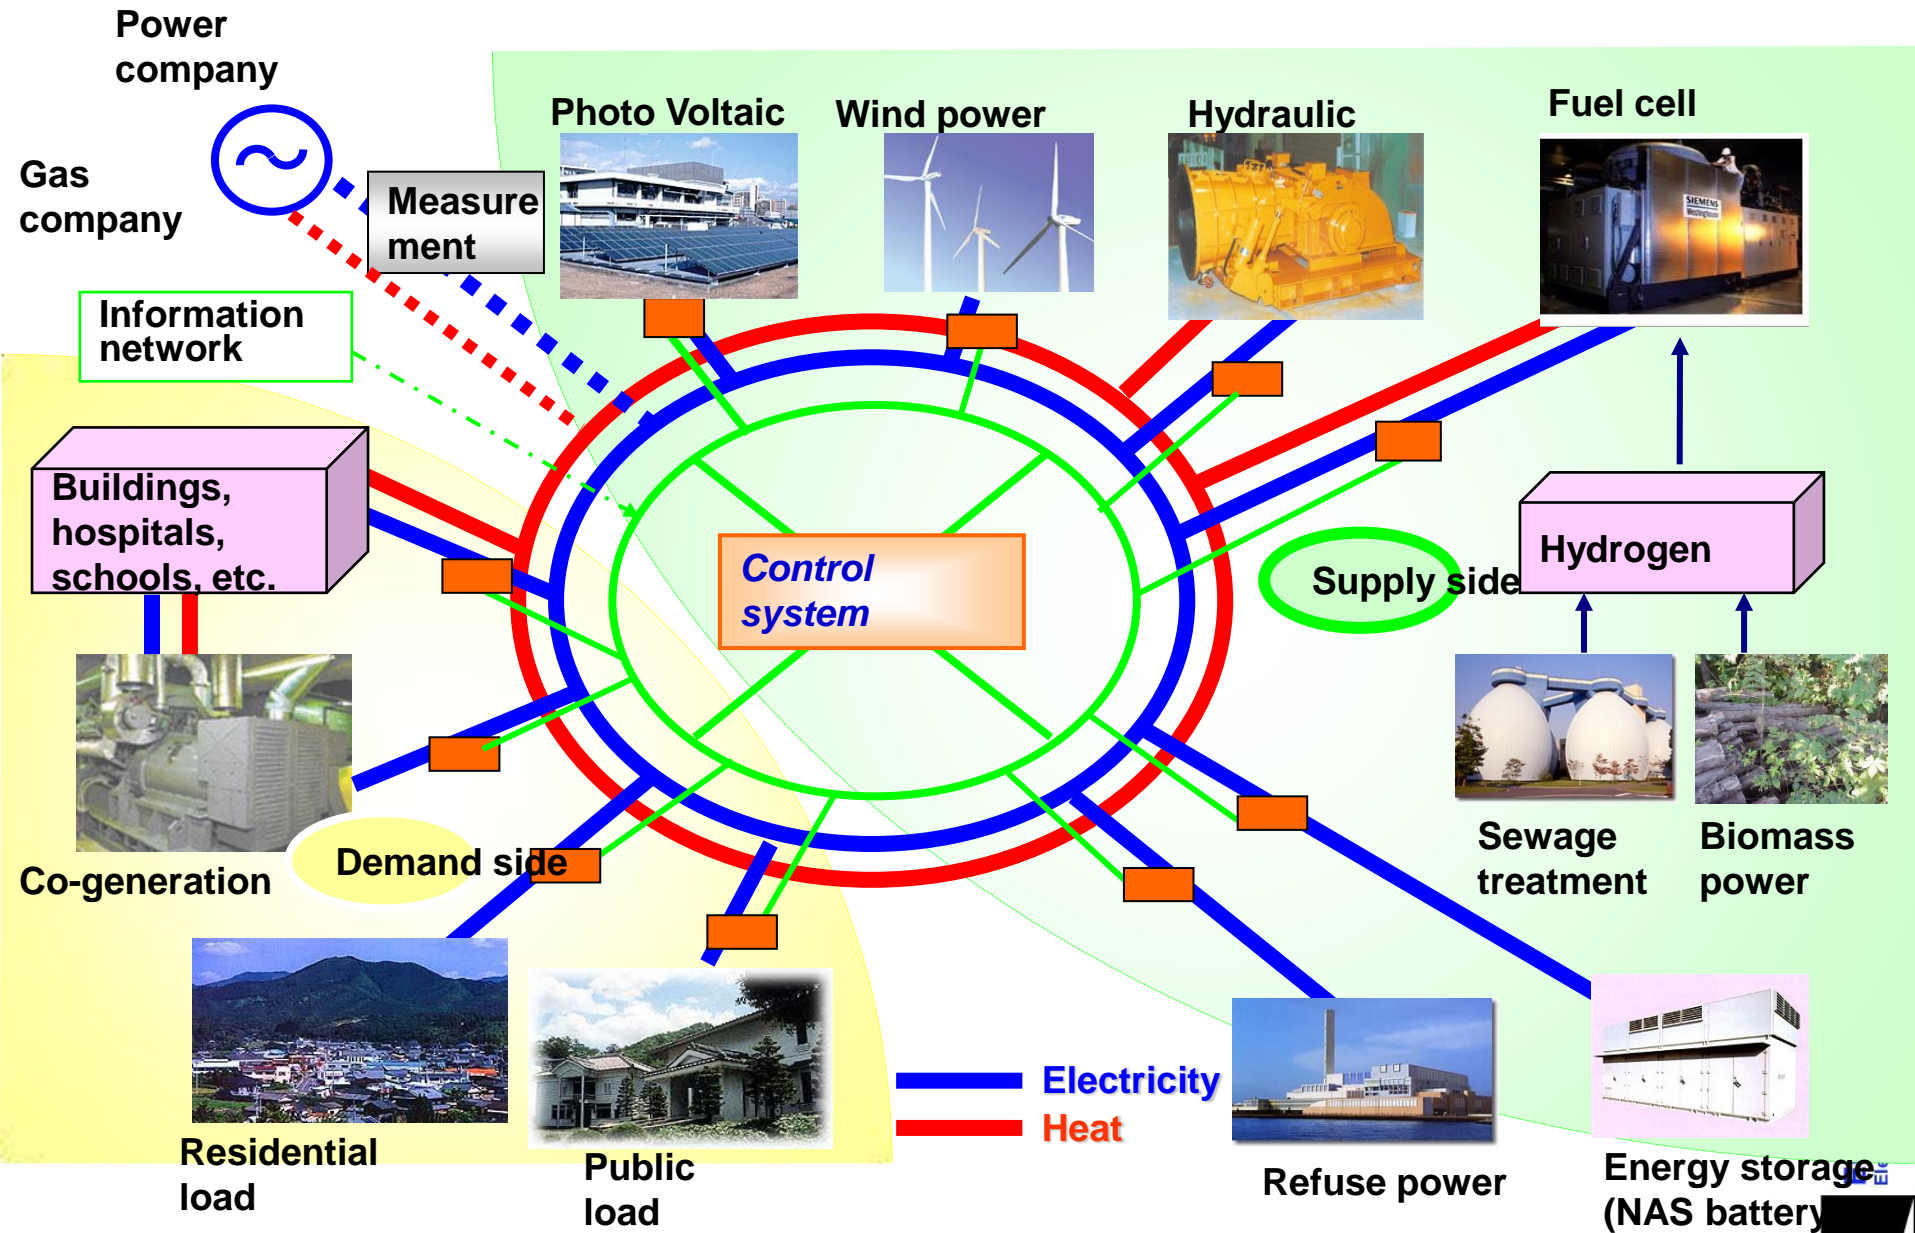 Power
company
Gas
company
Measure
ment
Photo Voltaic
Wind power
Hydraulic
Fuel cell
SIEMENS
Westinghouse
Information
network
Buildings,
hospitals,
schools, etc.
Control
system
Supply side
Hydrogen
Co-generation
Demand side
Sewage
treatment
Biomass
power
Electricity
Heat
Residential
load
Public
load
Refuse power
Energy storage
(NAS battery